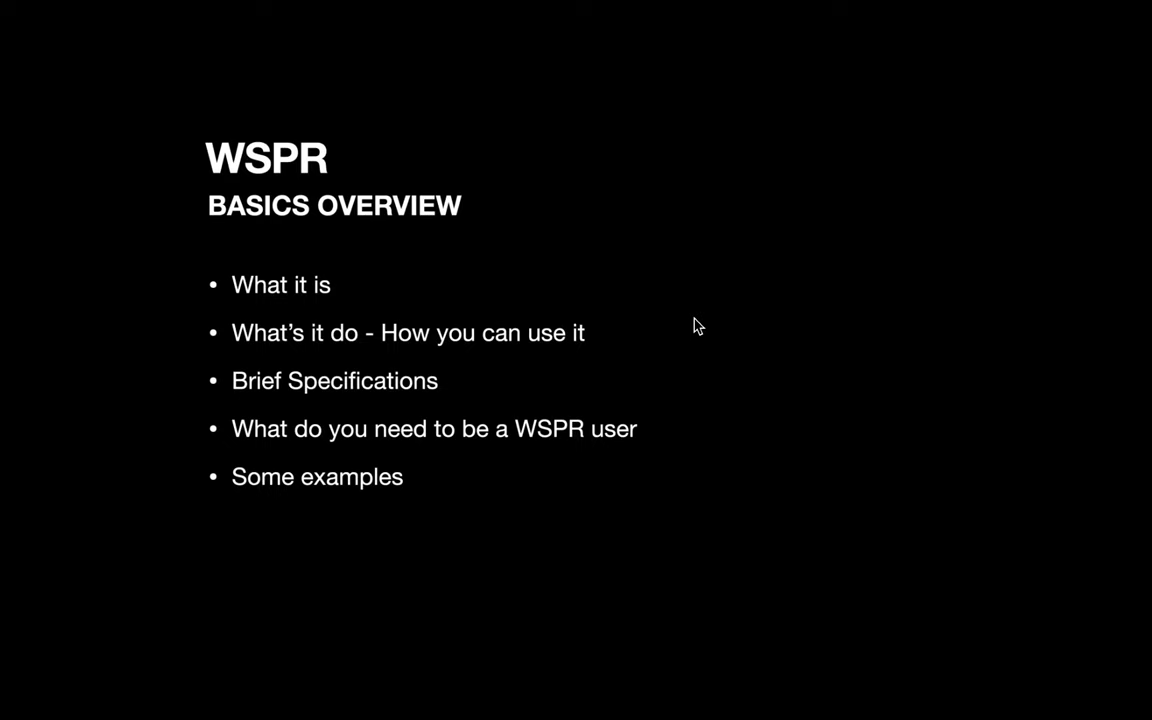 WSPR
BASICS OVERVIEW
• What it is
• What’s it do - How you can use it
• Brief Specifications
• What do you need to be a WSPR user
• Some examples